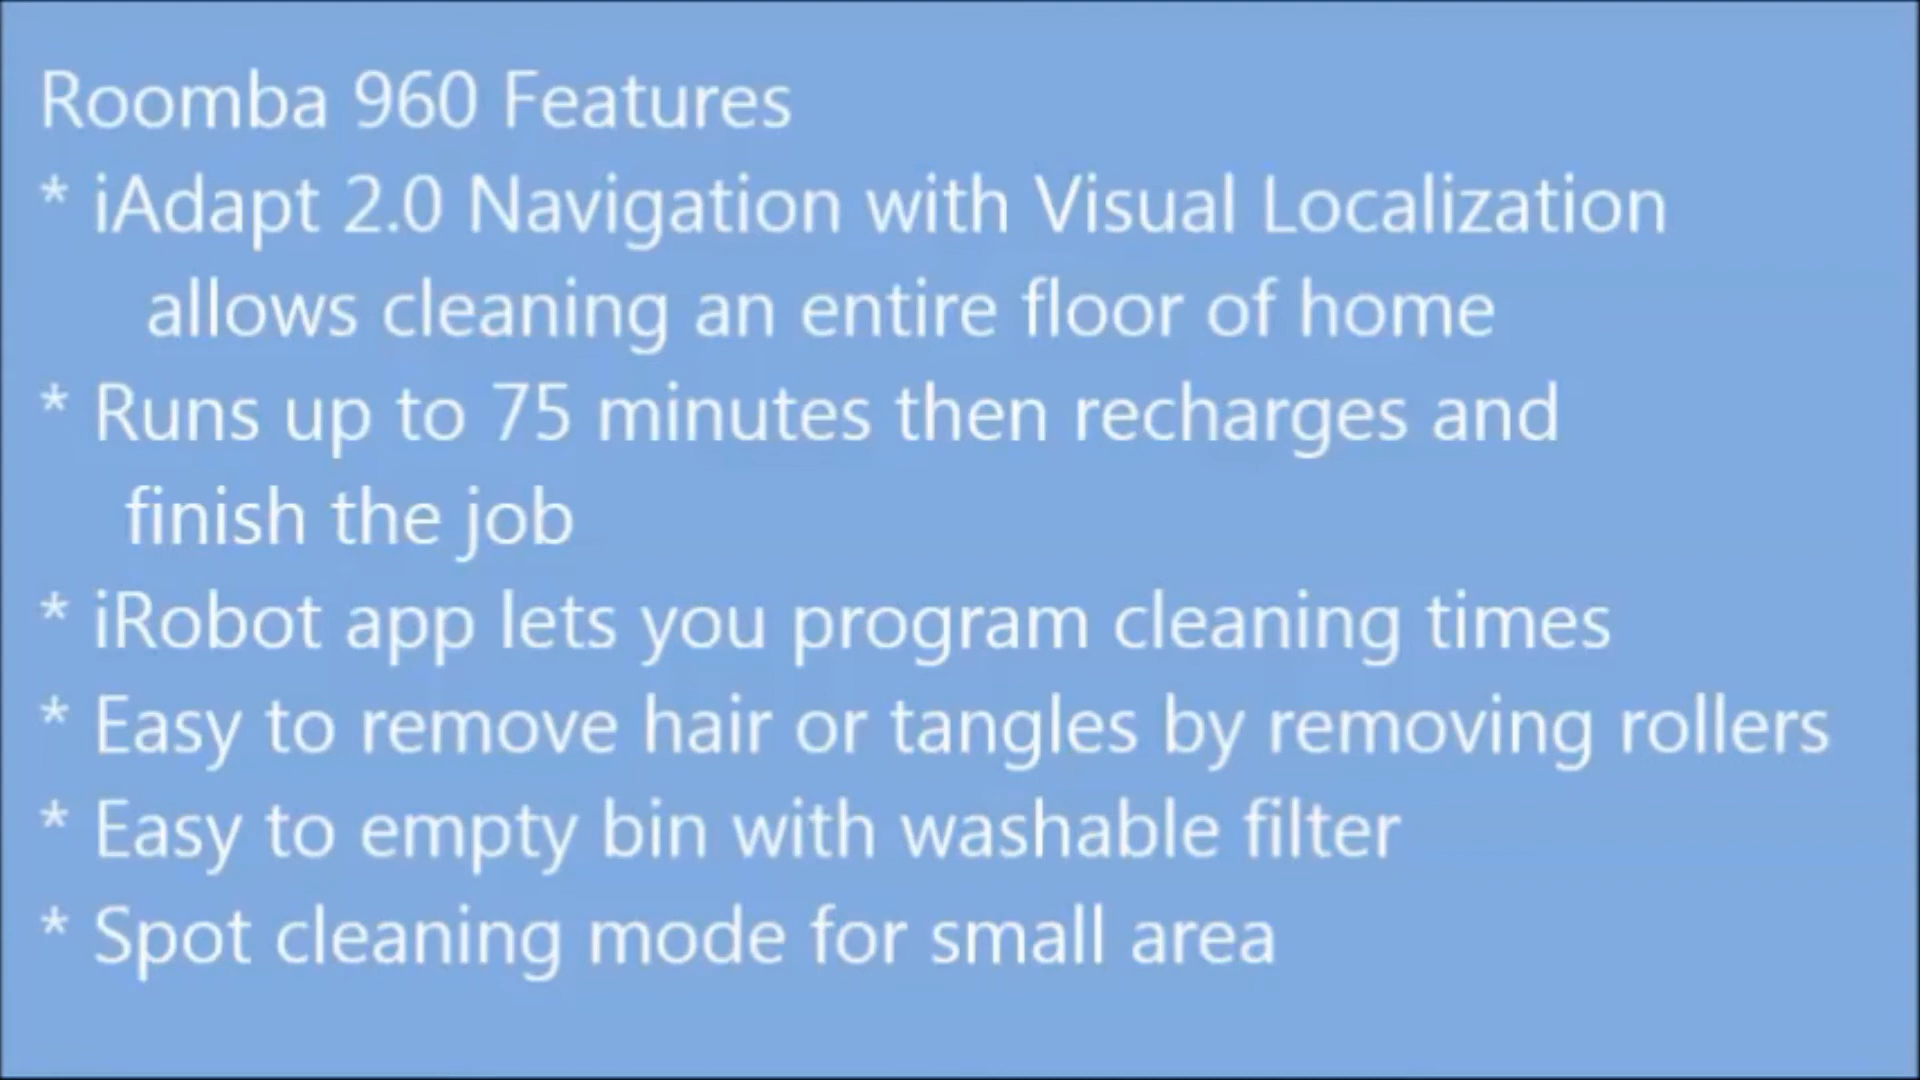 Roomba 960 Features
* iAdapt 2.0 Navigation with Visual Localization
allows cleaning an entire floor of home
* Runs up to 75 minutes then recharges and
finish the job
* iRobot app lets you program cleaning times
* Easy to remove hair or tangles by removing rollers
* Easy to empty bin with washable filter
* Spot cleaning mode for small area